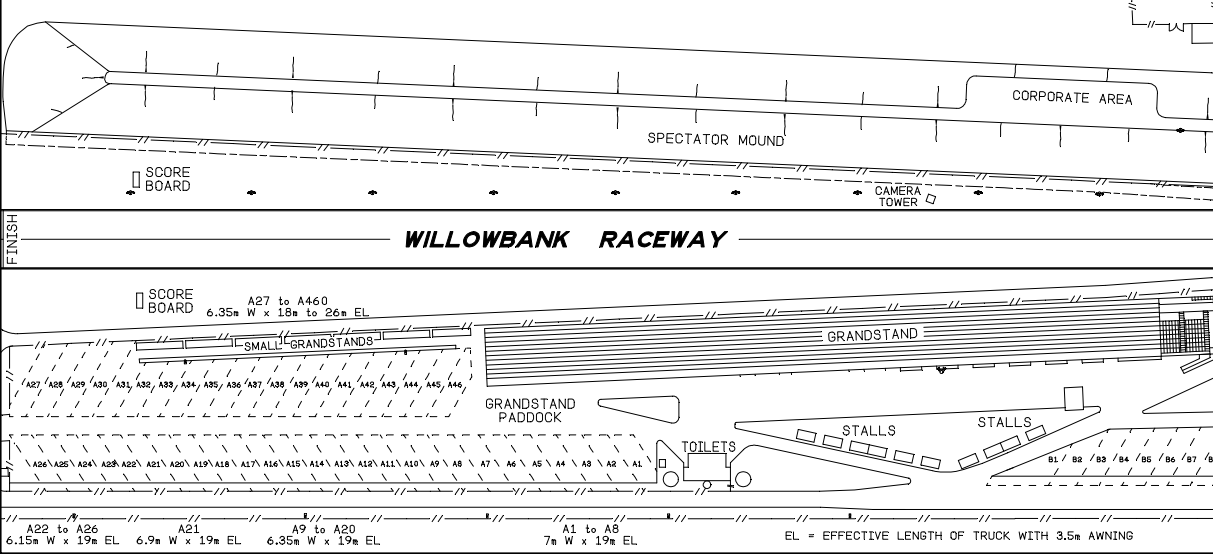 CORPORATE AREA
SPECTATOR MOUND
SCORE
BOARD
CAMERA
TOWER
FINISH
WILLOWBANK RACEWAY
SCORE
BOARD
A27 to A460
6.35m W x 18m to 26m EL
SMALL GRANDSTANDS
GRANDSTAND
A27 A28 A29 A30 A31 A32 A33 A34 A35 A36 A37 A38 A39 A40 A41 A42 A43 A44 A45 A46
GRANDSTAND
PADDOCK
STALLS
STALLS
TOILETS
A26 A25 A24 A23 A22 A21 A20 A19 A18 A17 A16 A15 A14 A13 A12 A11 A10 A9 A8 A7 A6 A5 A4 A3 A2 A1
B1 B2 B3 B4 B5 B6 B7
A22 to A26
6.15m W x 19m EL
A21
6.9m W x 19m EL
A9 to A20
6.35m W x 19m EL
A1 to A8
7m W x 19m EL
EL = EFFECTIVE LENGTH OF TRUCK WITH 3.5m AWNING